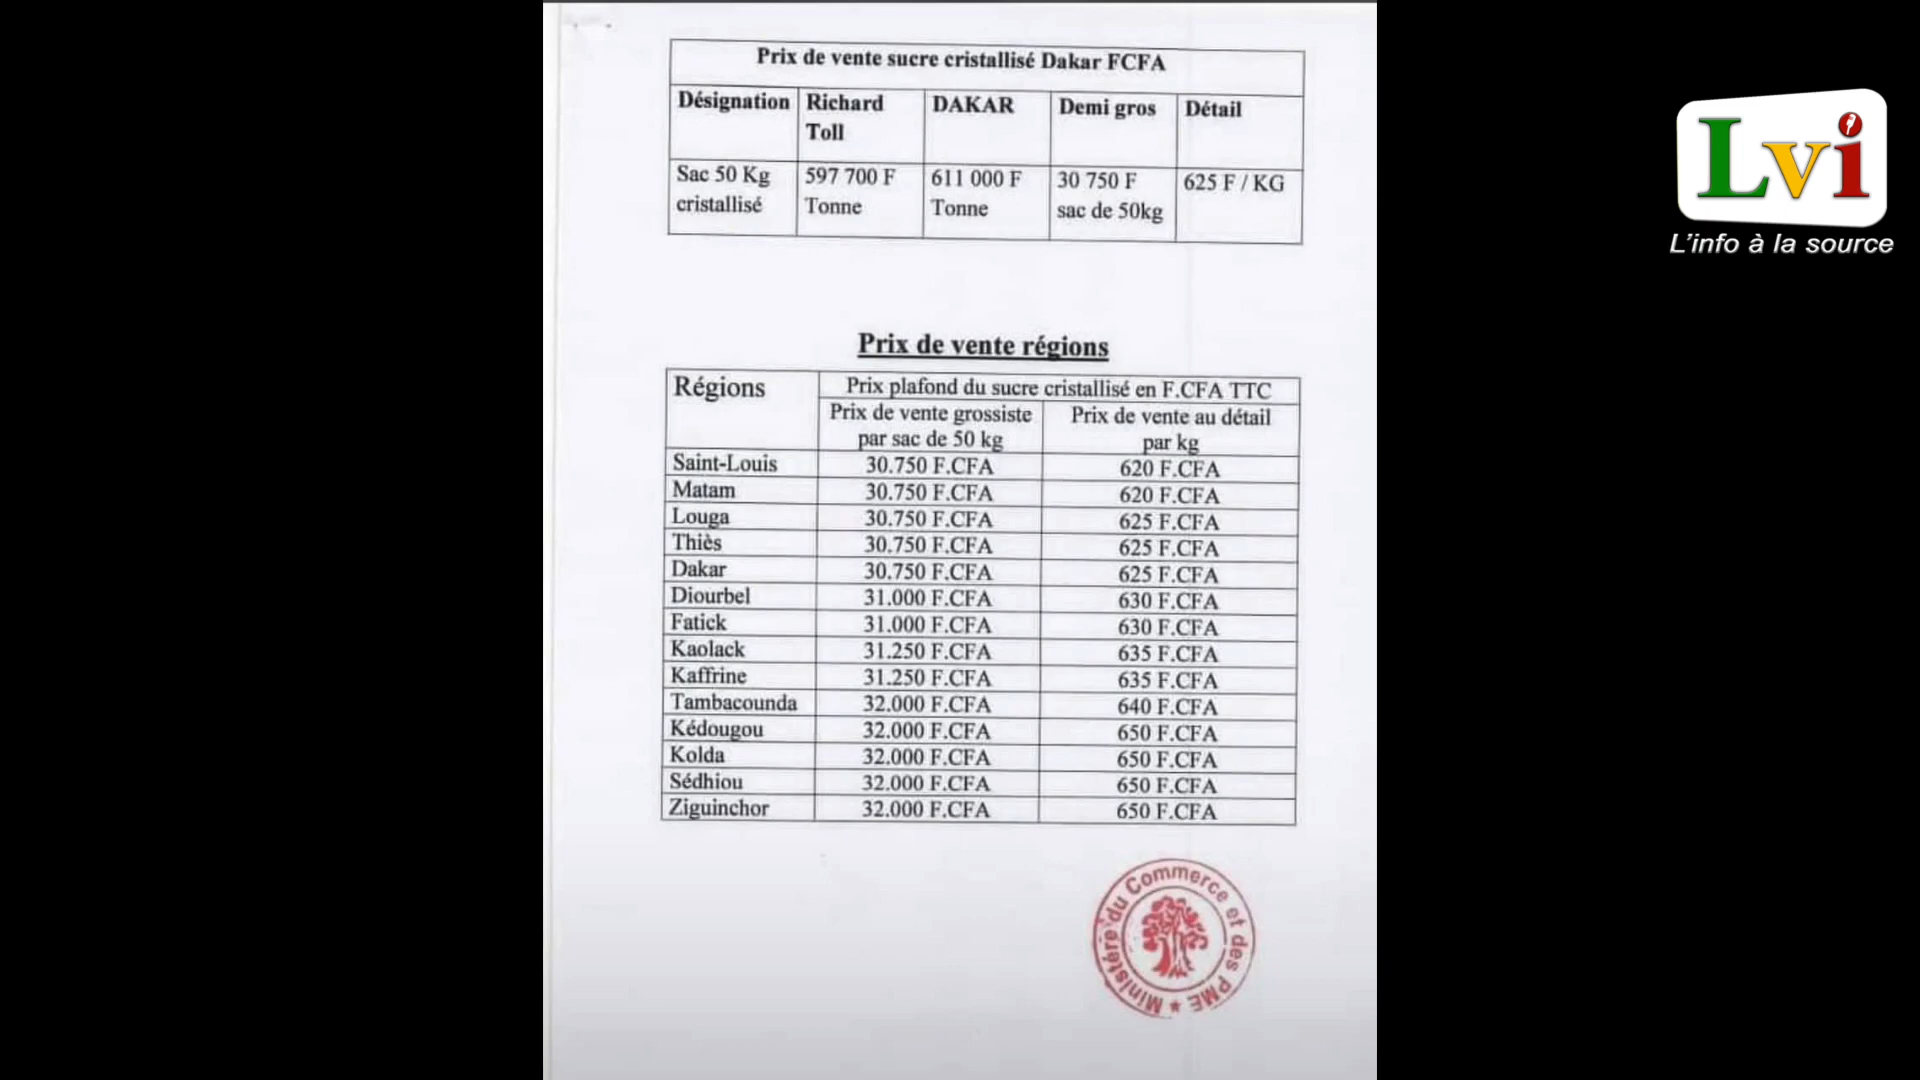 Prix de vente sucre cristallisé Dakar FCFA
Désignation Richard Toll DAKAR Demi gros Détail
Sac 50 Kg cristallisé 597 700 F Tonne 611 000 F Tonne 30 750 F sac de 50kg 625 F / KG
Prix de vente régions
Régions Prix plafond du sucre cristallisé en F.CFA TTC
Prix de vente grossiste par sac de 50 kg Prix de vente au détail par kg
Saint-Louis 30.750 F.CFA 620 F.CFA
Matam 30.750 F.CFA 620 F.CFA
Louga 30.750 F.CFA 625 F.CFA
Thiès 30.750 F.CFA 625 F.CFA
Dakar 30.750 F.CFA 625 F.CFA
Diourbel 31.000 F.CFA 630 F.CFA
Fatick 31.000 F.CFA 630 F.CFA
Kaolack 31.250 F.CFA 635 F.CFA
Kaffrine 31.250 F.CFA 635 F.CFA
Tambacounda 32.000 F.CFA 640 F.CFA
Kédougou 32.000 F.CFA 650 F.CFA
Kolda 32.000 F.CFA 650 F.CFA
Sédhiou 32.000 F.CFA 650 F.CFA
Ziguinchor 32.000 F.CFA 650 F.CFA
Ministère du Commerce et des PME
Lvi
L'info à la source